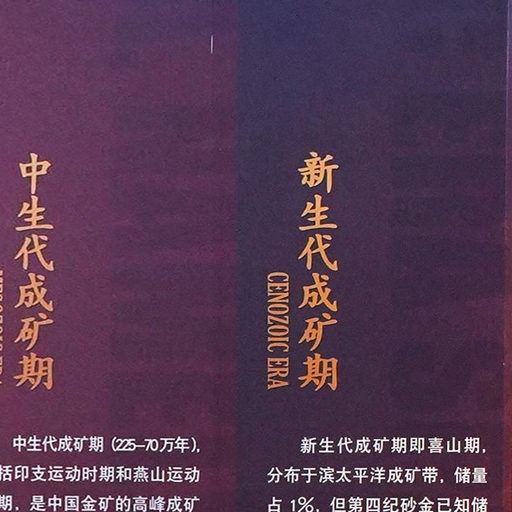 中生代成矿期
中生代成矿期（225—70万年），
括印支运动时期和燕山运动
期，是中国金矿的高峰成矿
新生代成矿期
CENOZOIC ERA
新生代成矿期即喜山期，
分布于滨太平洋成矿带，储量
占 1%，但第四纪砂金已知储